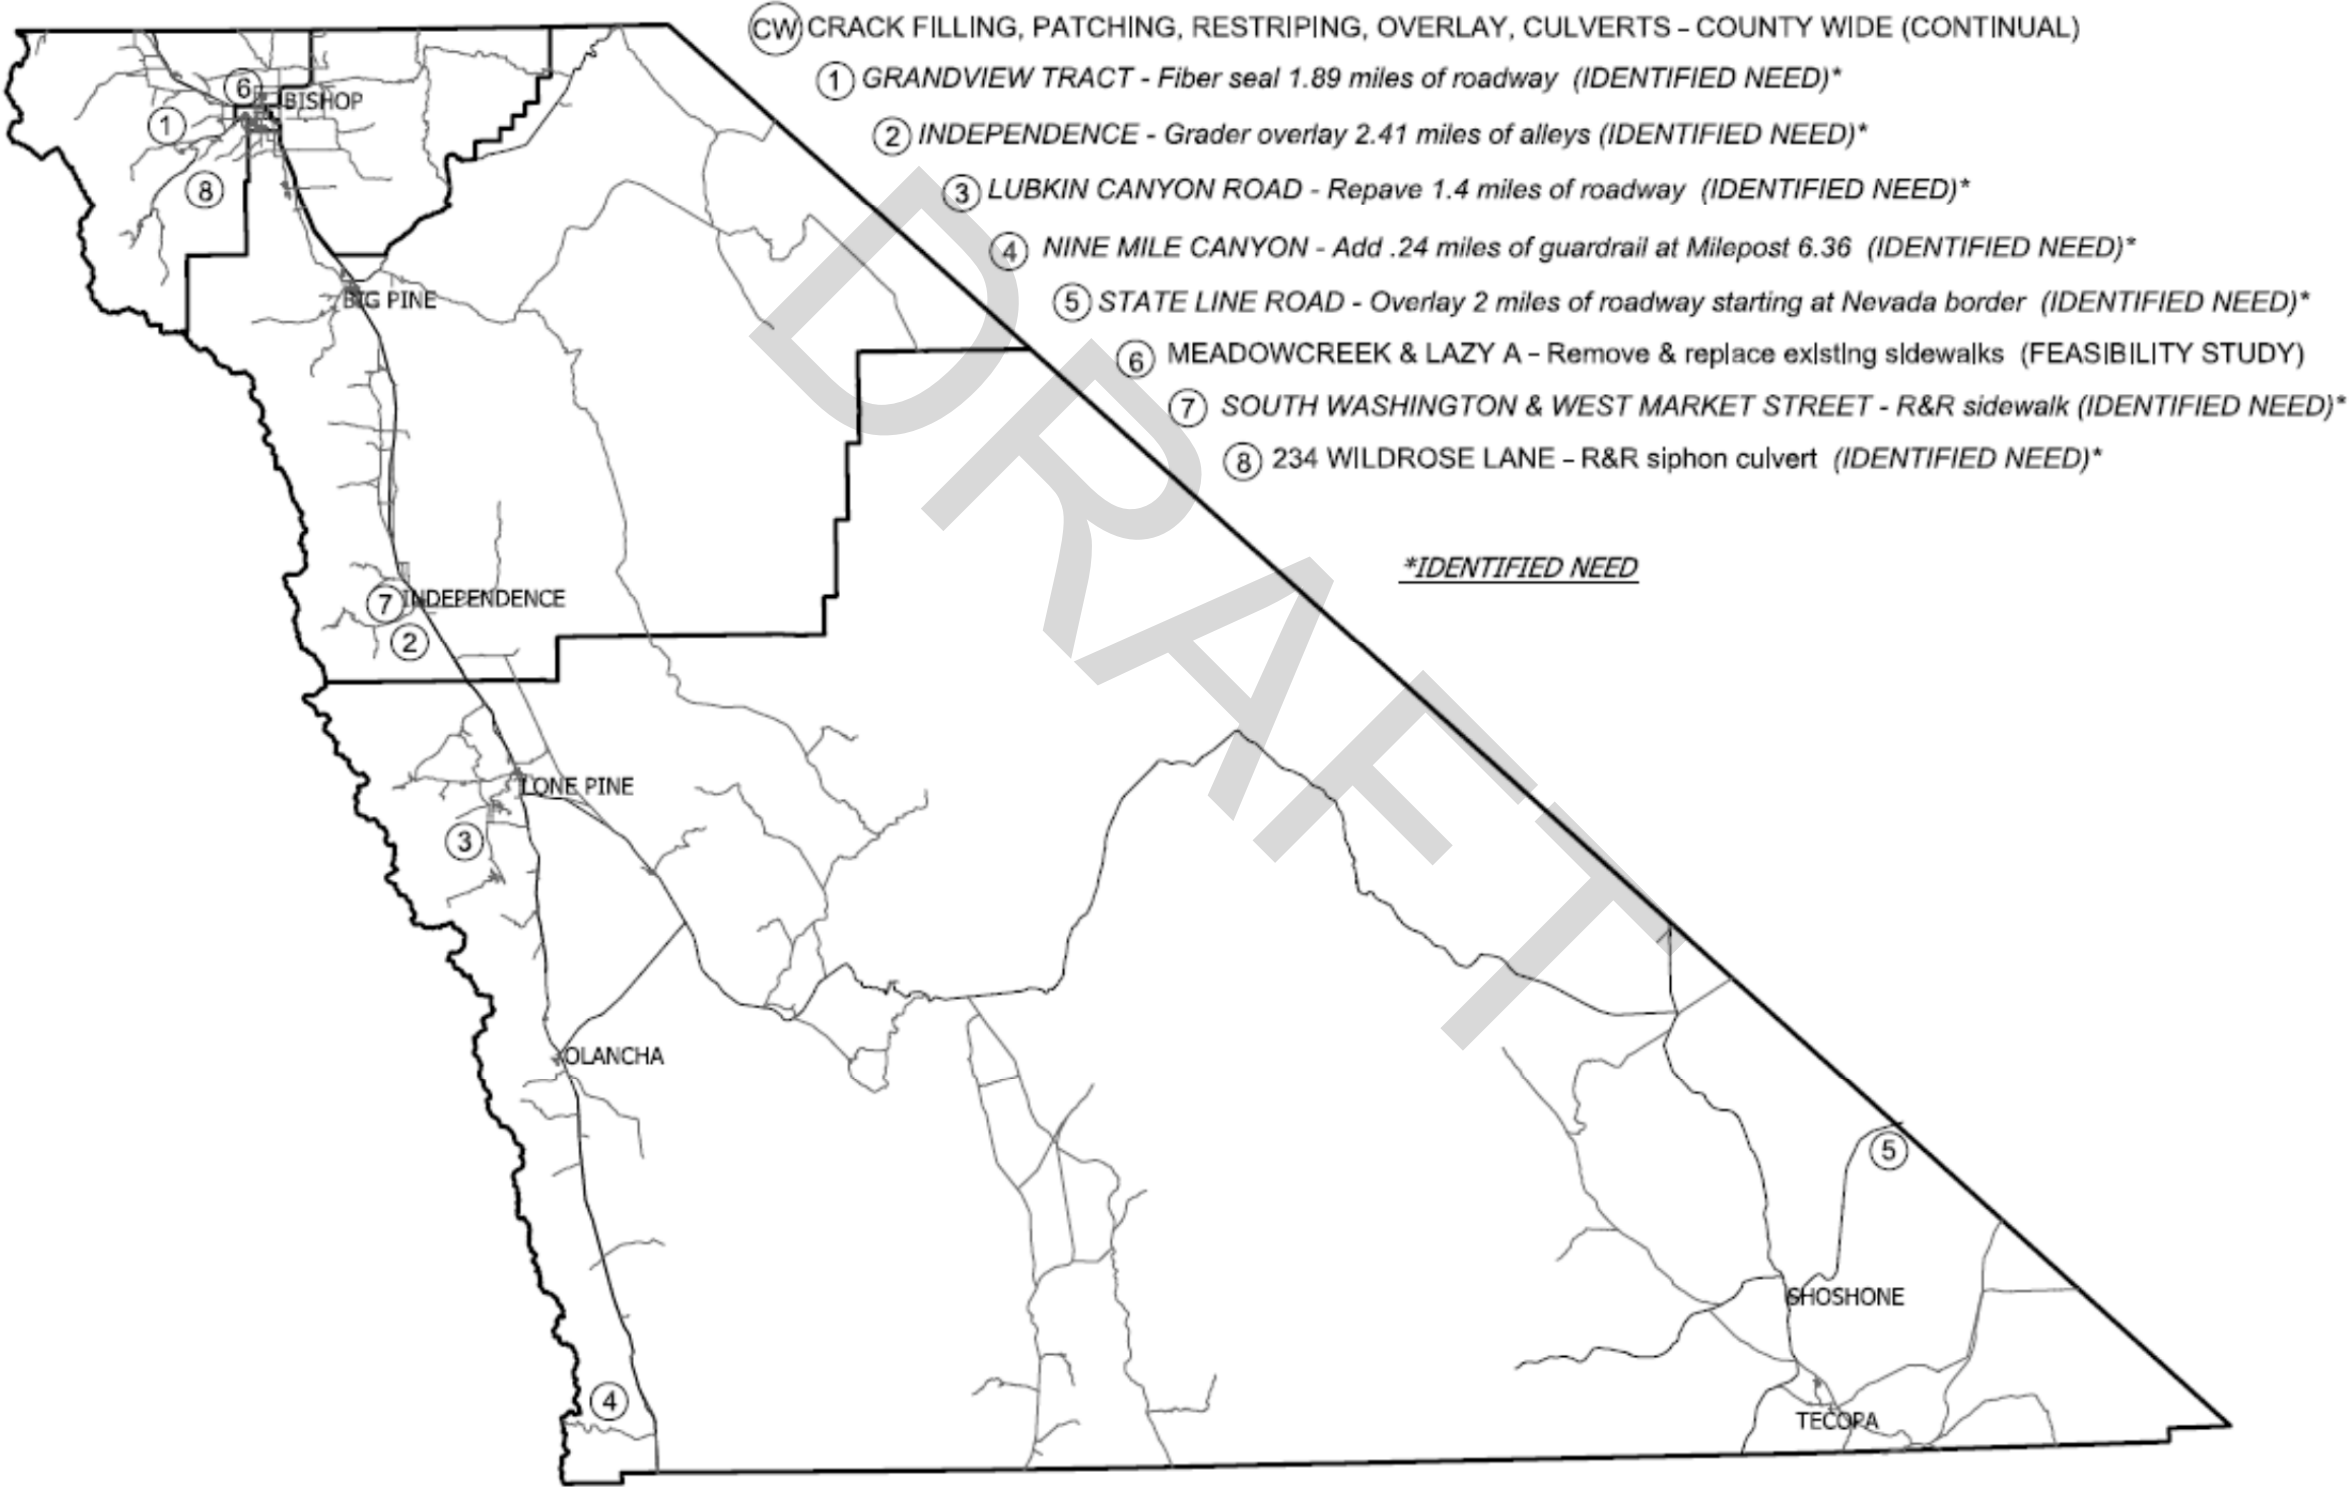 CW CRACK FILLING, PATCHING, RESTRIPING, OVERLAY, CULVERTS – COUNTY WIDE (CONTINUAL)
1 GRANDVIEW TRACT - Fiber seal 1.89 miles of roadway (IDENTIFIED NEED)*
2 INDEPENDENCE - Grader overlay 2.41 miles of alleys (IDENTIFIED NEED)*
3 LUBKIN CANYON ROAD - Repave 1.4 miles of roadway (IDENTIFIED NEED)*
4 NINE MILE CANYON - Add .24 miles of guardrail at Milepost 6.36 (IDENTIFIED NEED)*
5 STATE LINE ROAD - Overlay 2 miles of roadway starting at Nevada border (IDENTIFIED NEED)*
6 MEADOWCREEK & LAZY A – Remove & replace existing sidewalks (FEASIBILITY STUDY)
7 SOUTH WASHINGTON & WEST MARKET STREET - R&R sidewalk (IDENTIFIED NEED)*
8 234 WILDROSE LANE – R&R siphon culvert (IDENTIFIED NEED)*
*IDENTIFIED NEED
DRAFT
6
BISHOP
1
8
BIG PINE
7
INDEPENDENCE
2
LONE PINE
3
OLANCHA
5
SHOSHONE
4
TECOPA